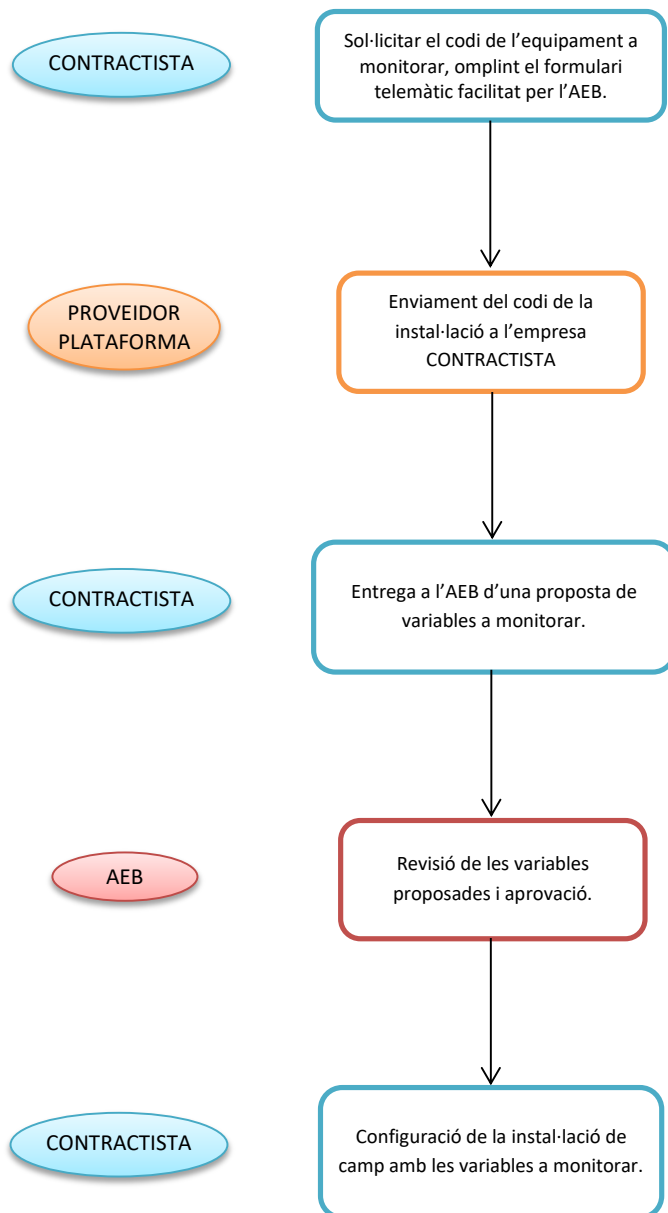 CONTRACTISTA
Sol·licitar el codi de l’equipament a
monitorar, omplint el formulari
telemàtic facilitat per l’AEB.
PROVEIDOR
PLATAFORMA
Enviament del codi de la
instal·lació a l’empresa
CONTRACTISTA
CONTRACTISTA
Entrega a l’AEB d’una proposta de
variables a monitorar.
AEB
Revisió de les variables
proposades i aprovació.
CONTRACTISTA
Configuració de la instal·lació de
camp amb les variables a monitorar.